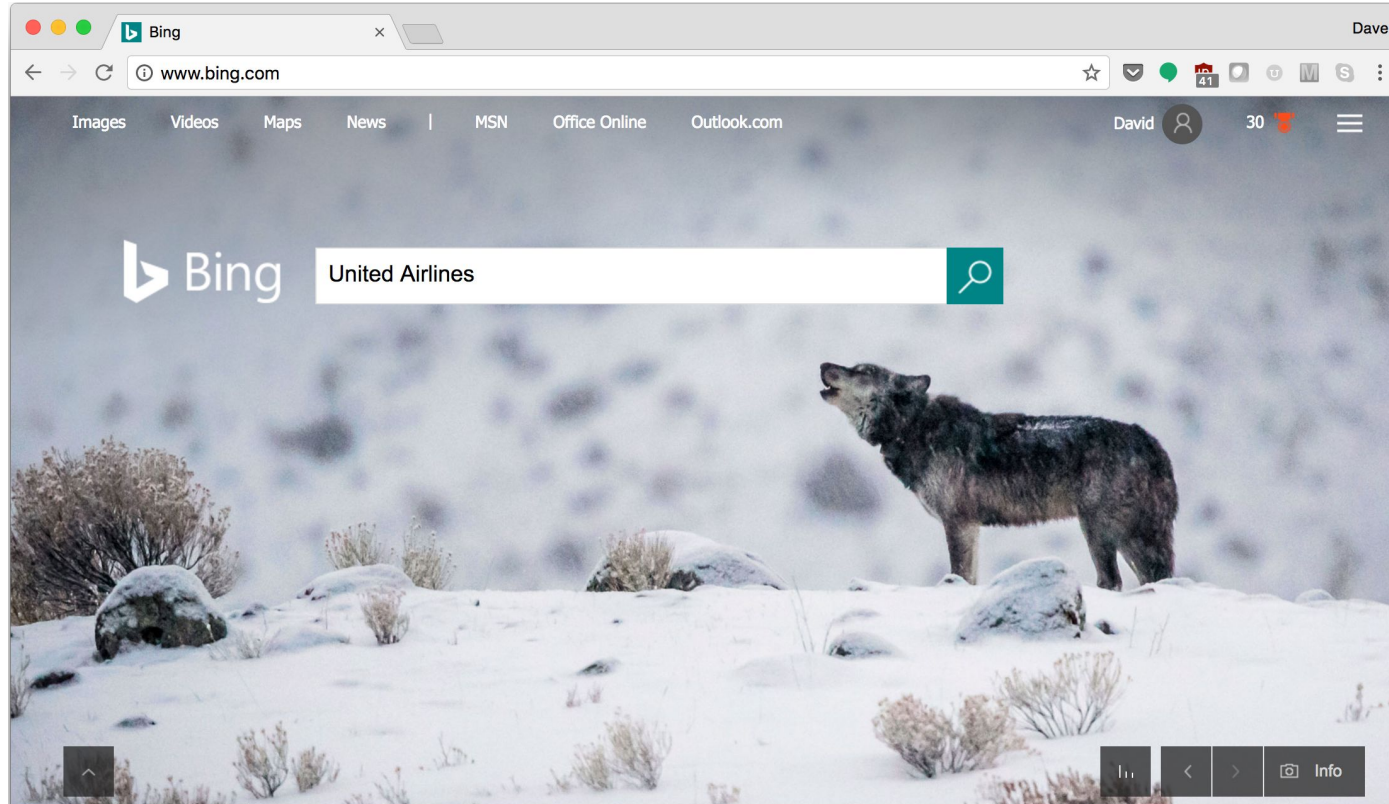 Bing
Dave
www.bing.com
41
U
M
S
Images Videos Maps News | MSN Office Online Outlook.com David 30
Bing United Airlines
Info